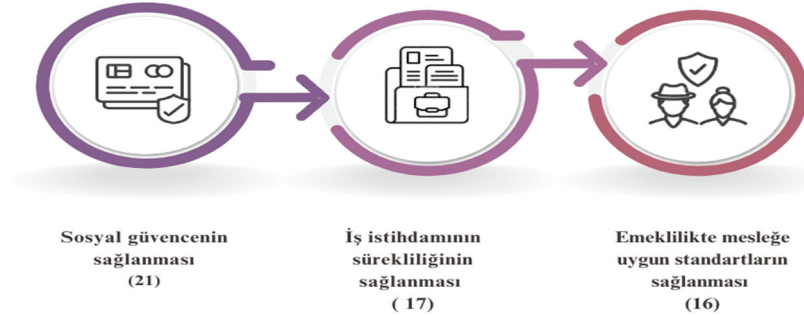 Sosyal güvencenin
sağlanması
(21)
İş istihdamının
sürekliliğinin
sağlanması
( 17)
Emeklilikte mesleğe
uygun standartların
sağlanması
(16)